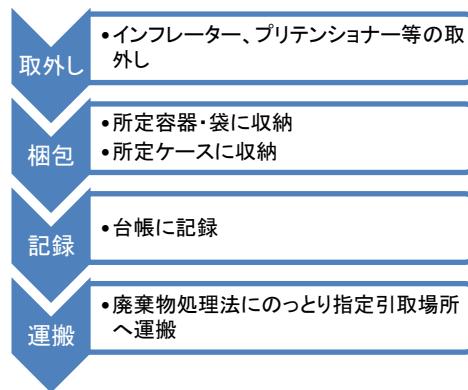 取外し
•インフレーター、プリテンショナー等の取
外し
梱包
•所定容器・袋に収納
•所定ケースに収納
記録
•台帳に記録
運搬
•廃棄物処理法にのっとり指定引取場所
へ運搬